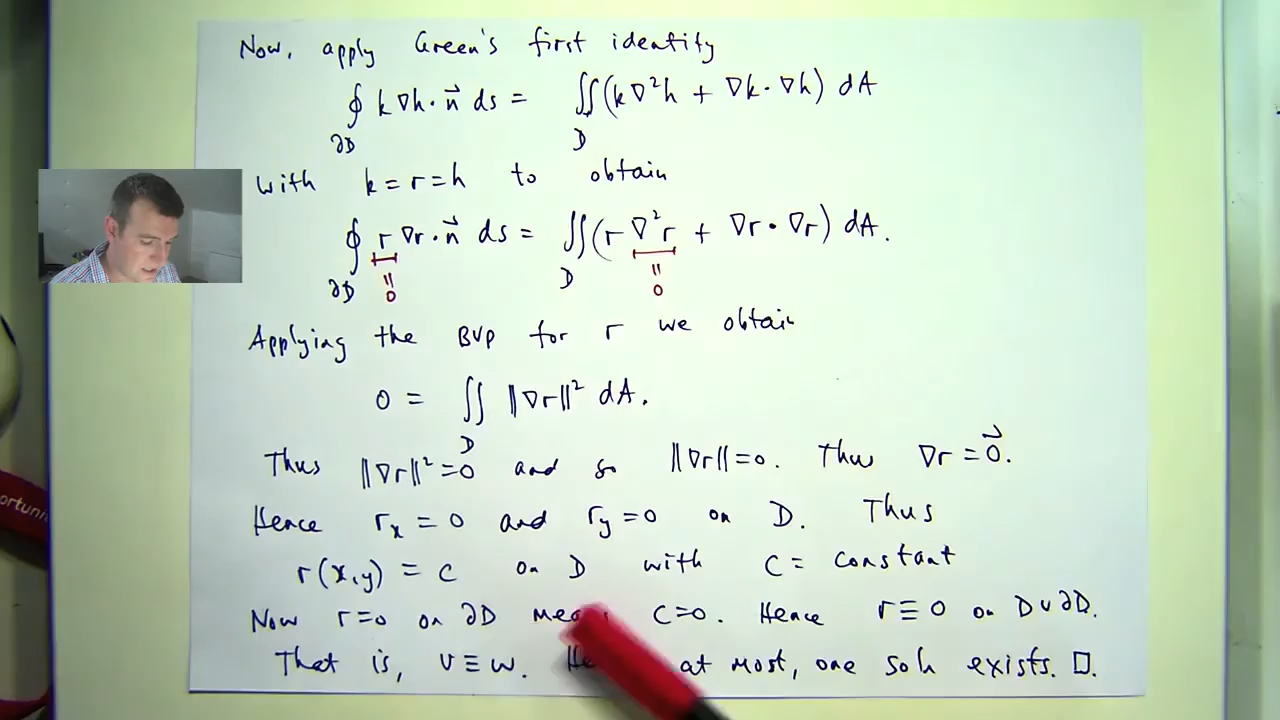 Now, apply Green's first identity
∮ k∇h·n⃗ ds = ∬(k∇²h + ∇k·∇h) dA
∂D D
with k=r=h to obtain
∮ r∇r·n⃗ ds = ∬(r∇²r + ∇r·∇r) dA.
∂D = 0 D = 0
Applying the BVP for r we obtain
0 = ∬ ‖∇r‖² dA.
D
Thus ‖∇r‖²=0 and so ‖∇r‖=0. Thus ∇r = 0⃗.
Hence rₓ = 0 and r_y = 0 on D. Thus
r(x,y) = c on D with c = constant
Now r=0 on ∂D c=0. Hence r≡0 on D∪∂D.
That is, v≡w. at most, one soln exists. □.